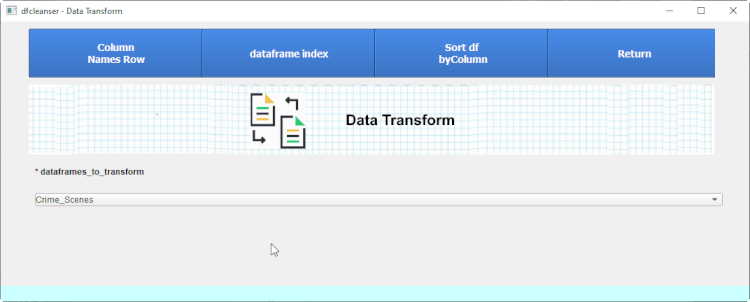 dfcleanser - Data Transform
Column
Names Row
dataframe index
Sort df
byColumn
Return
Data Transform
* dataframes_to_transform
Crime_Scenes